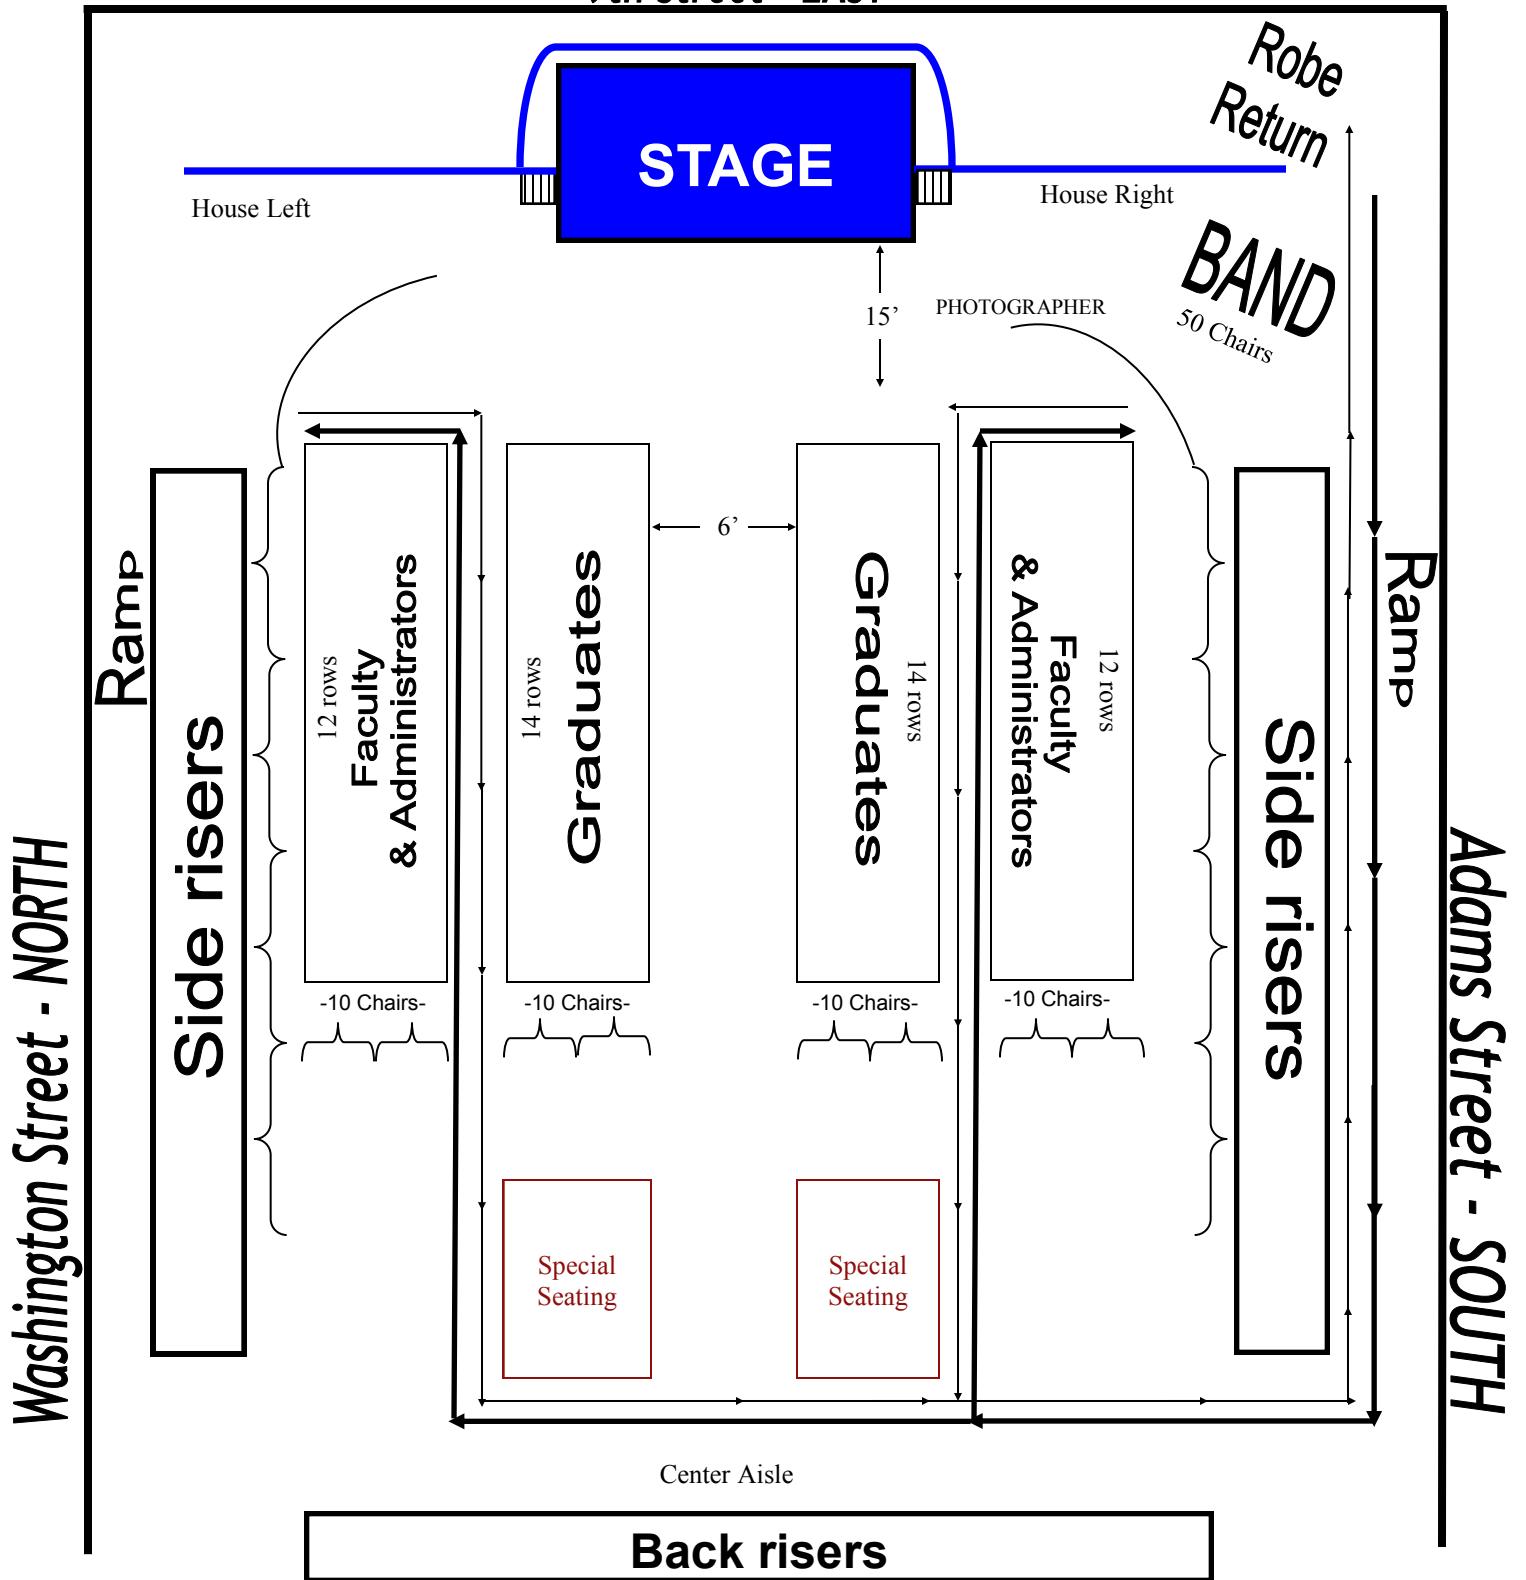 STAGE
Robe
Return
House Left
House Right
BAND
50 Chairs
15’
PHOTOGRAPHER
6’
Ramp
Ramp
Side risers
12 rows
Faculty
& Administrators
14 rows
Graduates
Graduates
14 rows
& Administrators
Faculty
12 rows
Side risers
Washington Street - NORTH
Adams Street - SOUTH
-10 Chairs-
-10 Chairs-
-10 Chairs-
-10 Chairs-
Special
Seating
Special
Seating
Center Aisle
Back risers